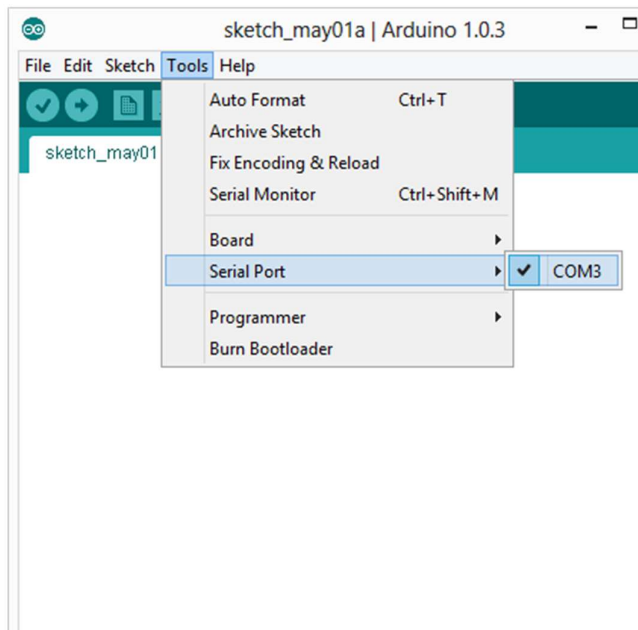 sketch_may01a | Arduino 1.0.3
File Edit Sketch Tools Help
sketch_may01
Auto Format Ctrl+T
Archive Sketch
Fix Encoding & Reload
Serial Monitor Ctrl+Shift+M
Board
Serial Port
COM3
Programmer
Burn Bootloader